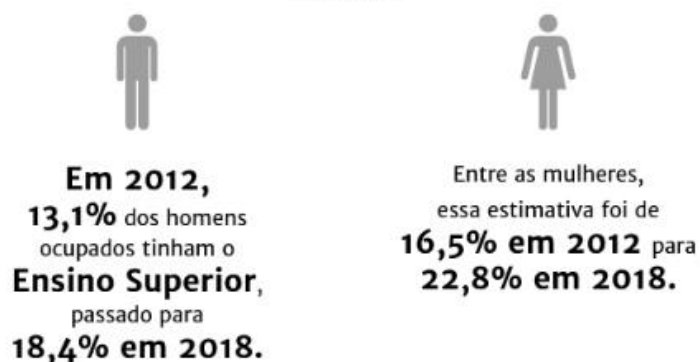 Em 2012,
13,1% dos homens
ocupados tinham o
Ensino Superior,
passado para
18,4% em 2018.
Entre as mulheres,
essa estimativa foi de
16,5% em 2012 para
22,8% em 2018.